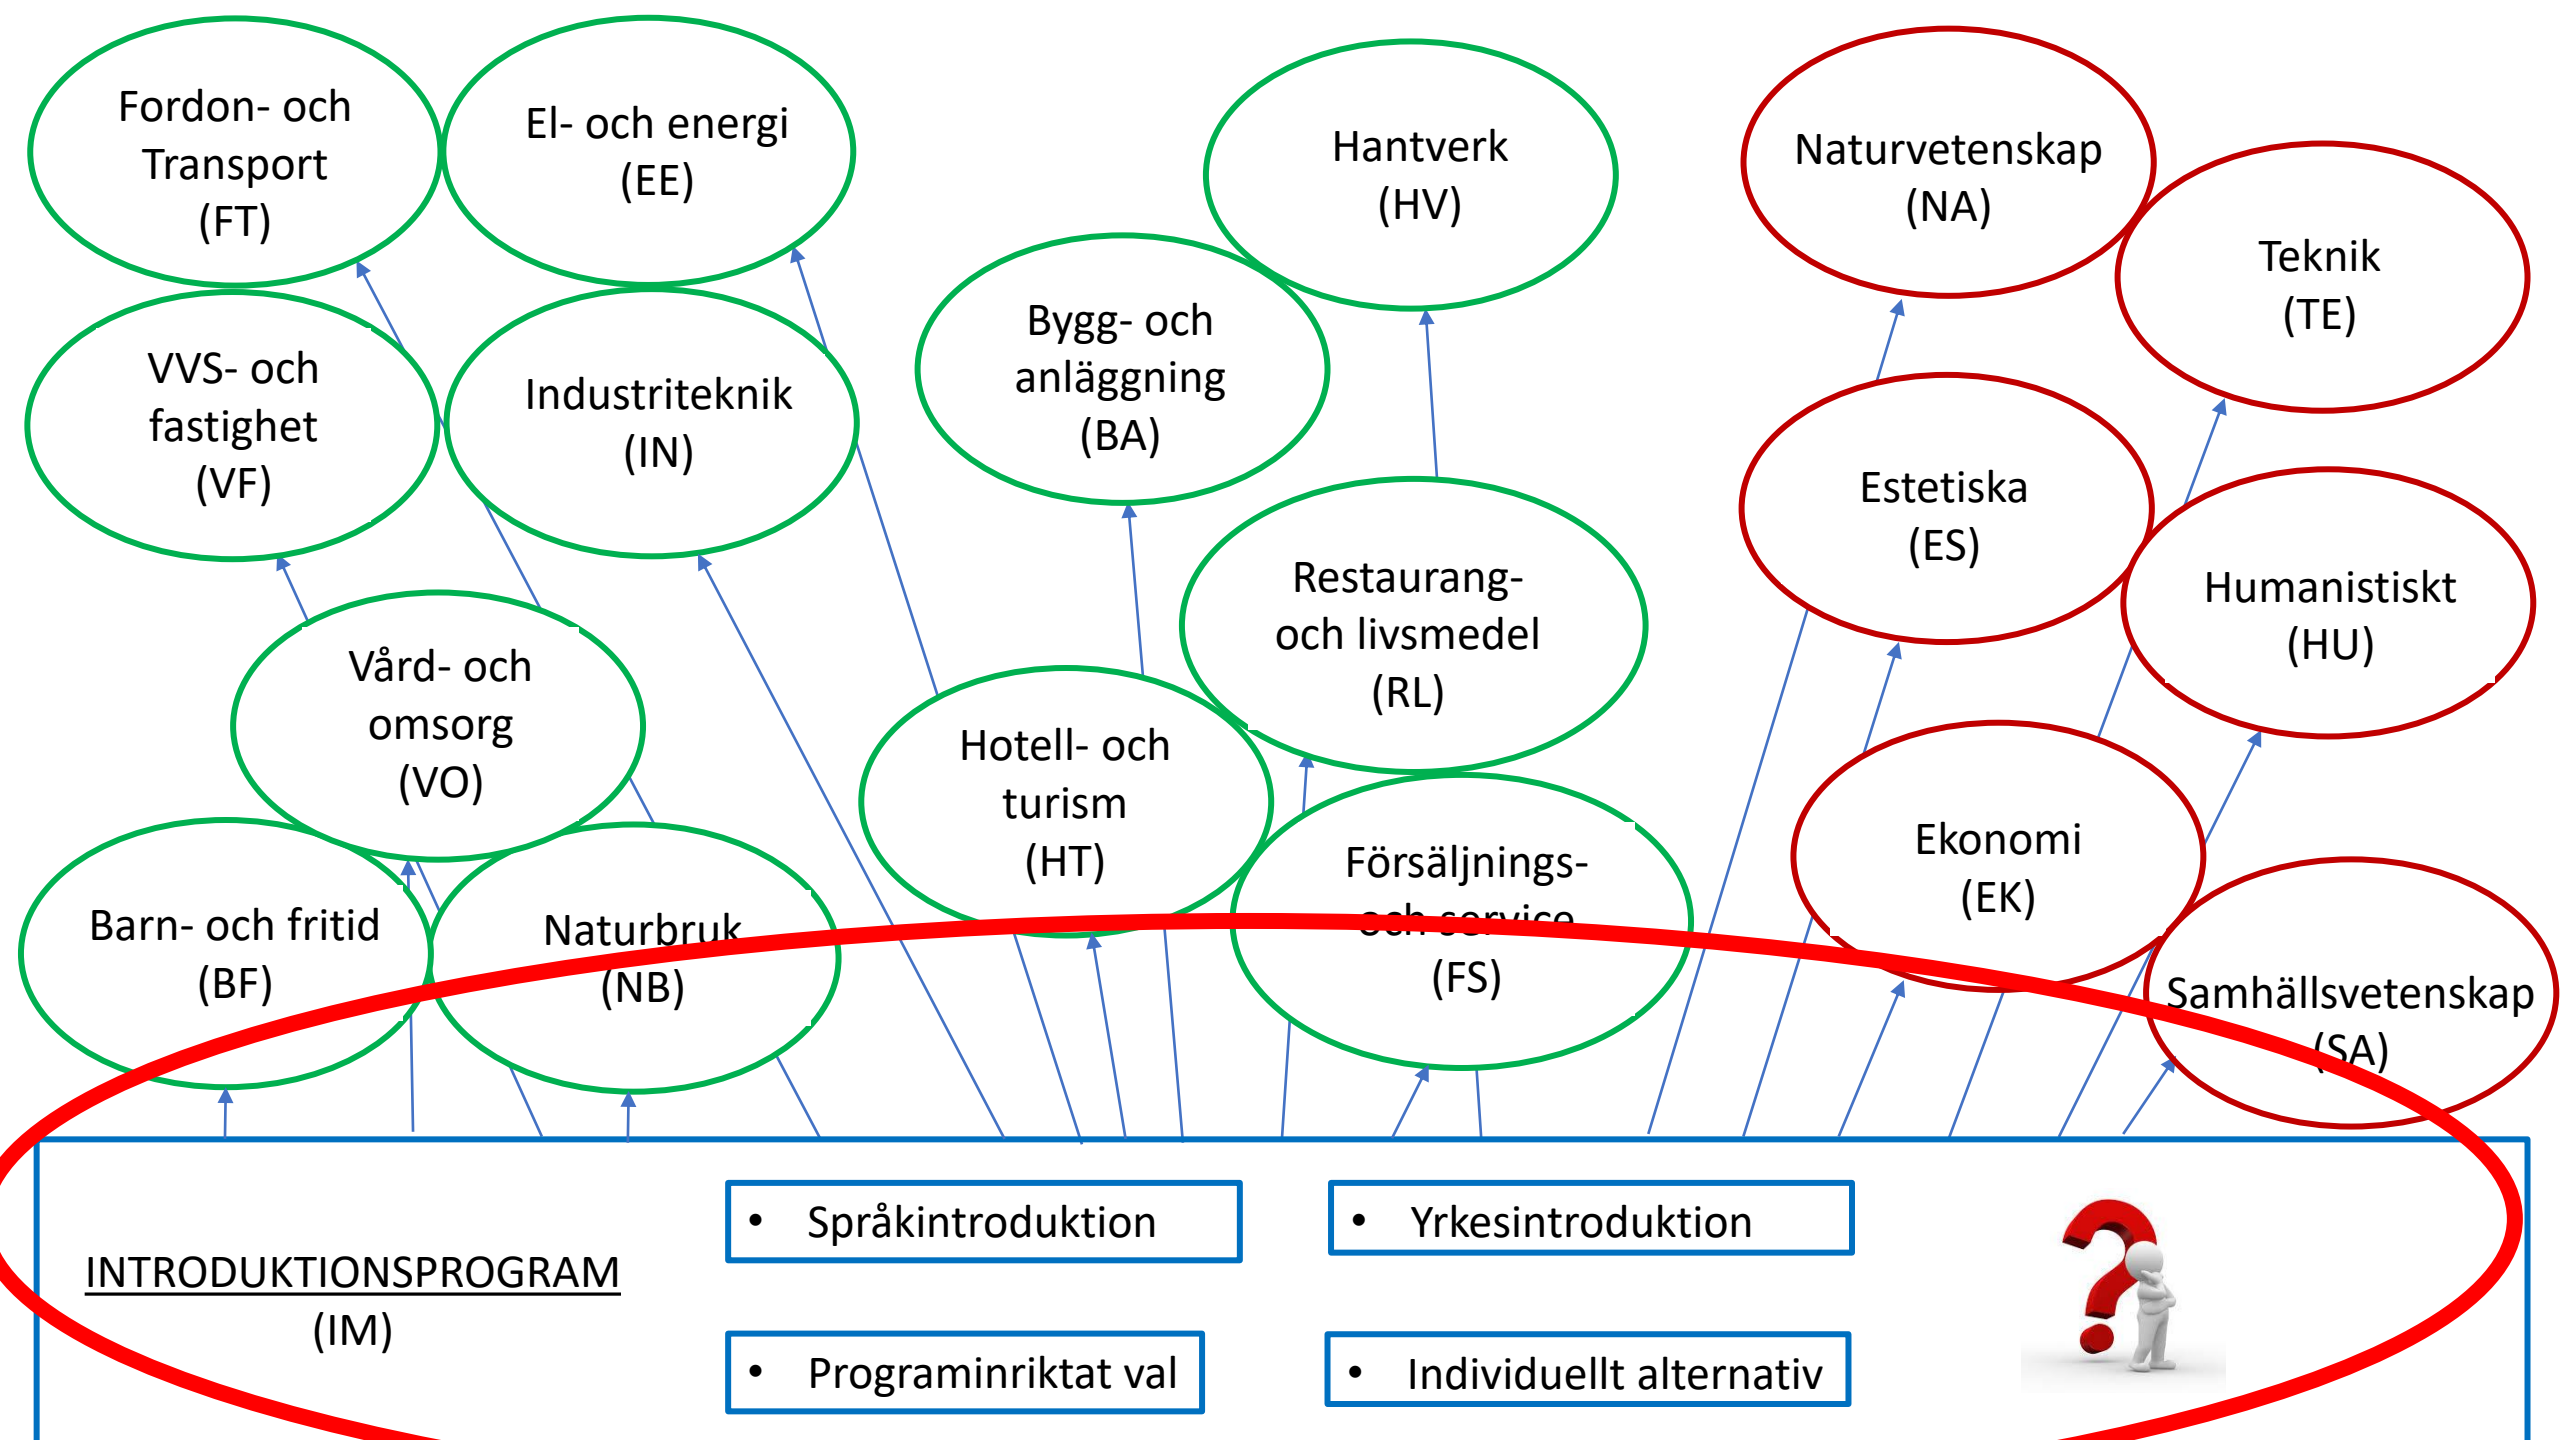 Fordon- och
Transport
(FT)
El- och energi
(EE)
Hantverk
(HV)
Naturvetenskap
(NA)
Teknik
(TE)
VVS- och
fastighet
(VF)
Industriteknik
(IN)
Bygg- och
anläggning
(BA)
Estetiska
(ES)
Humanistiskt
(HU)
Vård- och
omsorg
(VO)
Restaurang-
och livsmedel
(RL)
Hotell- och
turism
(HT)
Ekonomi
(EK)
Barn- och fritid
(BF)
Naturbruk
(NB)
Försäljnings-
och service
(FS)
Samhällsvetenskap
(SA)
INTRODUKTIONSPROGRAM
(IM)
• Språkintroduktion
• Yrkesintroduktion
• Programinriktat val
• Individuellt alternativ